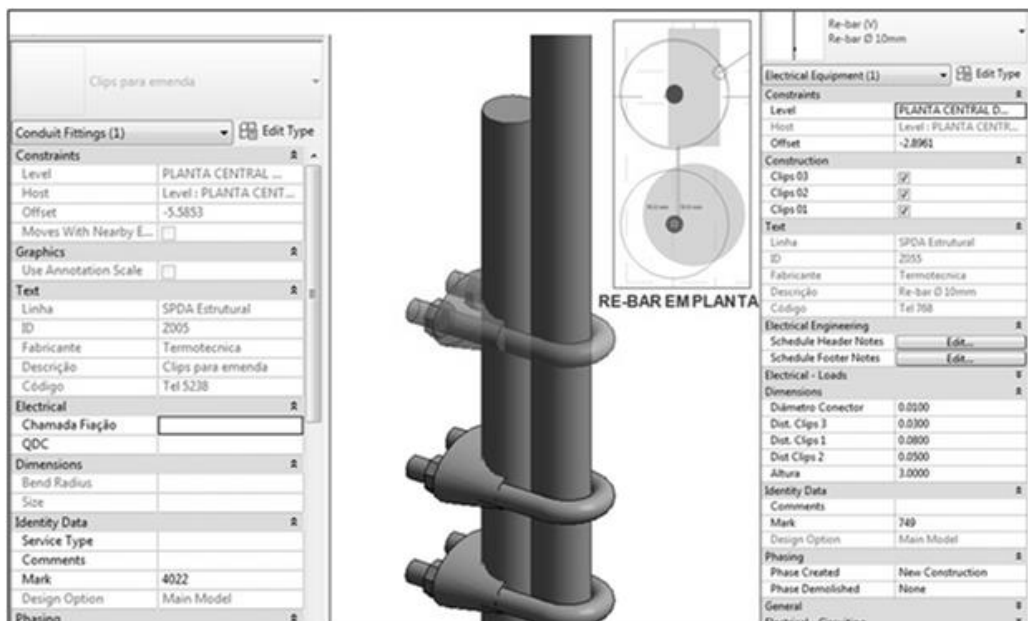 Clips para emenda
Conduit Fittings (1)
Edit Type
Constraints
Level PLANTA CENTRAL ...
Host Level : PLANTA CENT...
Offset -5.5853
Moves With Nearby E...
Graphics
Use Annotation Scale
Text
Linha SPDA Estrutural
ID Z005
Fabricante Termotecnica
Descrição Clips para emenda
Código Tel 5238
Electrical
Chamada Fiação
QDC
Dimensions
Bend Radius
Size
Identity Data
Service Type
Comments
Mark 4022
Design Option Main Model
Phasing
RE-BAR EM PLANTA
Re-bar (V)
Re-bar Ø 10mm
Electrical Equipment (1)
Edit Type
Constraints
Level PLANTA CENTRAL D...
Host Level : PLANTA CENTR...
Offset -2.8961
Construction
Clips 03
Clips 02
Clips 01
Text
Linha SPDA Estrutural
ID Z055
Fabricante Termotecnica
Descrição Re-bar Ø 10mm
Código Tel 768
Electrical Engineering
Schedule Header Notes Edit...
Schedule Footer Notes Edit...
Electrical - Loads
Dimensions
Diâmetro Conector 0.0100
Dist. Clips 3 0.0300
Dist. Clips 1 0.0800
Dist Clips 2 0.0500
Altura 3.0000
Identity Data
Comments
Mark 749
Design Option Main Model
Phasing
Phase Created New Construction
Phase Demolished None
General
Electrical - Circuiting